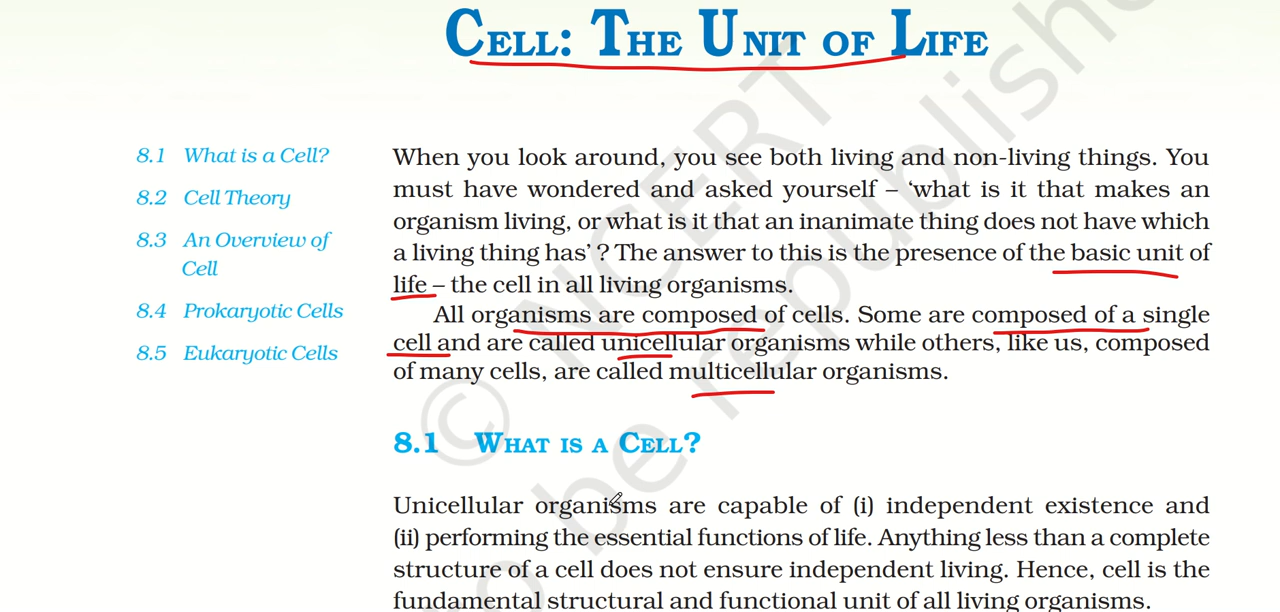 CELL: THE UNIT OF LIFE
8.1 What is a Cell?
8.2 Cell Theory
8.3 An Overview of
Cell
8.4 Prokaryotic Cells
8.5 Eukaryotic Cells
When you look around, you see both living and non-living things. You
must have wondered and asked yourself – ‘what is it that makes an
organism living, or what is it that an inanimate thing does not have which
a living thing has’ ? The answer to this is the presence of the basic unit of
life – the cell in all living organisms.
All organisms are composed of cells. Some are composed of a single
cell and are called unicellular organisms while others, like us, composed
of many cells, are called multicellular organisms.
8.1 WHAT IS A CELL?
Unicellular organisms are capable of (i) independent existence and
(ii) performing the essential functions of life. Anything less than a complete
structure of a cell does not ensure independent living. Hence, cell is the
fundamental structural and functional unit of all living organisms.
© NCERT
be republished